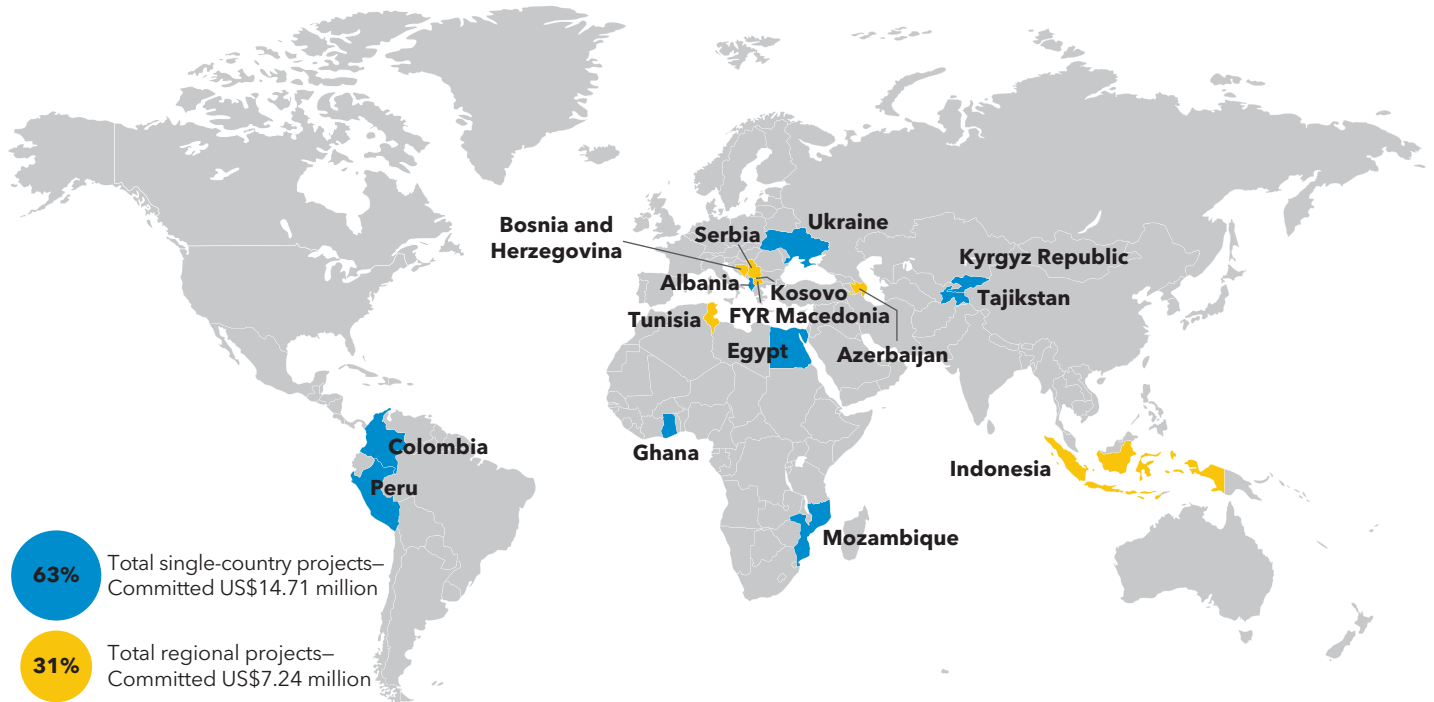 Bosnia and
Herzegovina
Serbia
Ukraine
Kyrgyz Republic
Albania
Kosovo
Tajikstan
Tunisia
FYR Macedonia
Egypt
Azerbaijan
Colombia
Ghana
Indonesia
Peru
Mozambique
63%
Total single-country projects—
Committed US$14.71 million
31%
Total regional projects—
Committed US$7.24 million